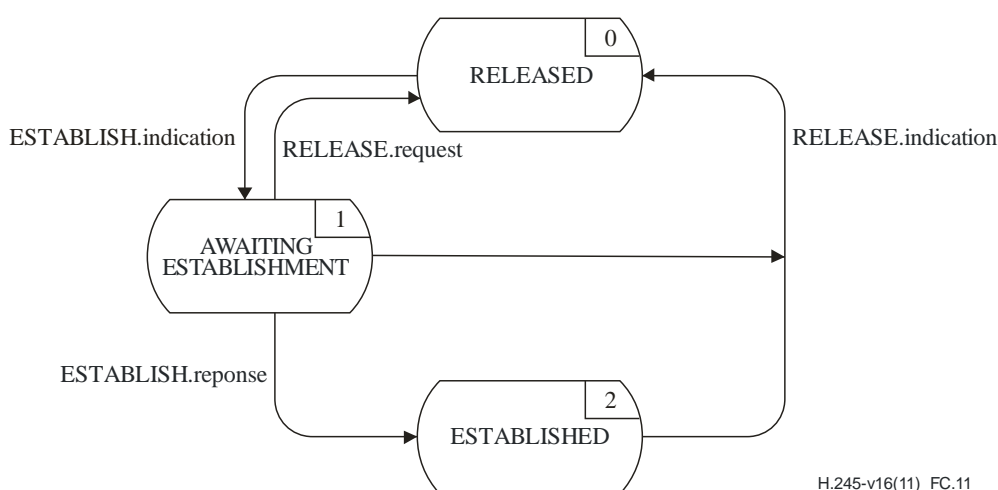 0
RELEASED
ESTABLISH.indication
RELEASE.request
RELEASE.indication
1
AWAITING
ESTABLISHMENT
ESTABLISH.reponse
2
ESTABLISHED
H.245-v16(11)_FC.11